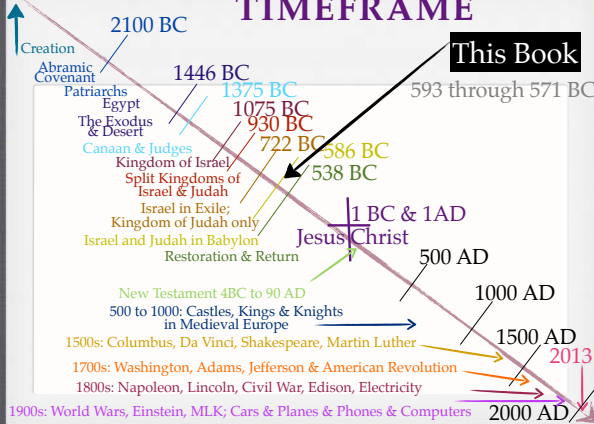 TIMEFRAME
2100 BC
Creation
This Book
593 through 571 BC
Abramic
Covenant
Patriarchs
1446 BC
1375 BC
Egypt
1075 BC
The Exodus
& Desert
930 BC
Canaan & Judges
722 BC
586 BC
Kingdom of Israel
538 BC
Split Kingdoms of
Israel & Judah
Israel in Exile;
Kingdom of Judah only
1 BC & 1AD
Israel and Judah in Babylon
Jesus Christ
Restoration & Return
500 AD
New Testament 4BC to 90 AD
1000 AD
500 to 1000: Castles, Kings & Knights
in Medieval Europe
1500 AD
1500s: Columbus, Da Vinci, Shakespeare, Martin Luther
2013
1700s: Washington, Adams, Jefferson & American Revolution
1800s: Napoleon, Lincoln, Civil War, Edison, Electricity
1900s: World Wars, Einstein, MLK; Cars & Planes & Phones & Computers
2000 AD